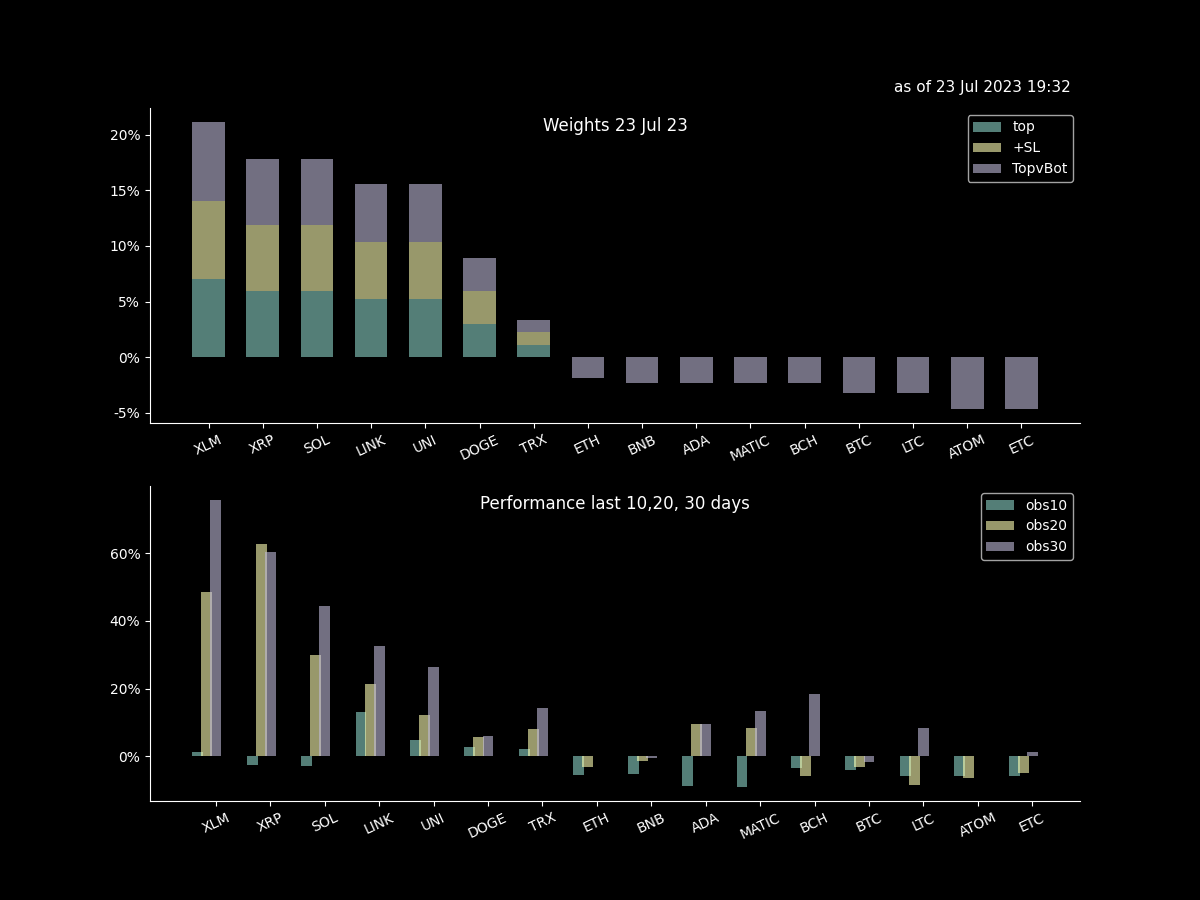 as of 23 Jul 2023 19:32
Weights 23 Jul 23
top
+SL
TopvBot
20%
15%
10%
5%
0%
-5%
XLM XRP SOL LINK UNI DOGE TRX ETH BNB ADA MATIC BCH BTC LTC ATOM ETC
Performance last 10,20, 30 days
obs10
obs20
obs30
60%
40%
20%
0%
XLM XRP SOL LINK UNI DOGE TRX ETH BNB ADA MATIC BCH BTC LTC ATOM ETC